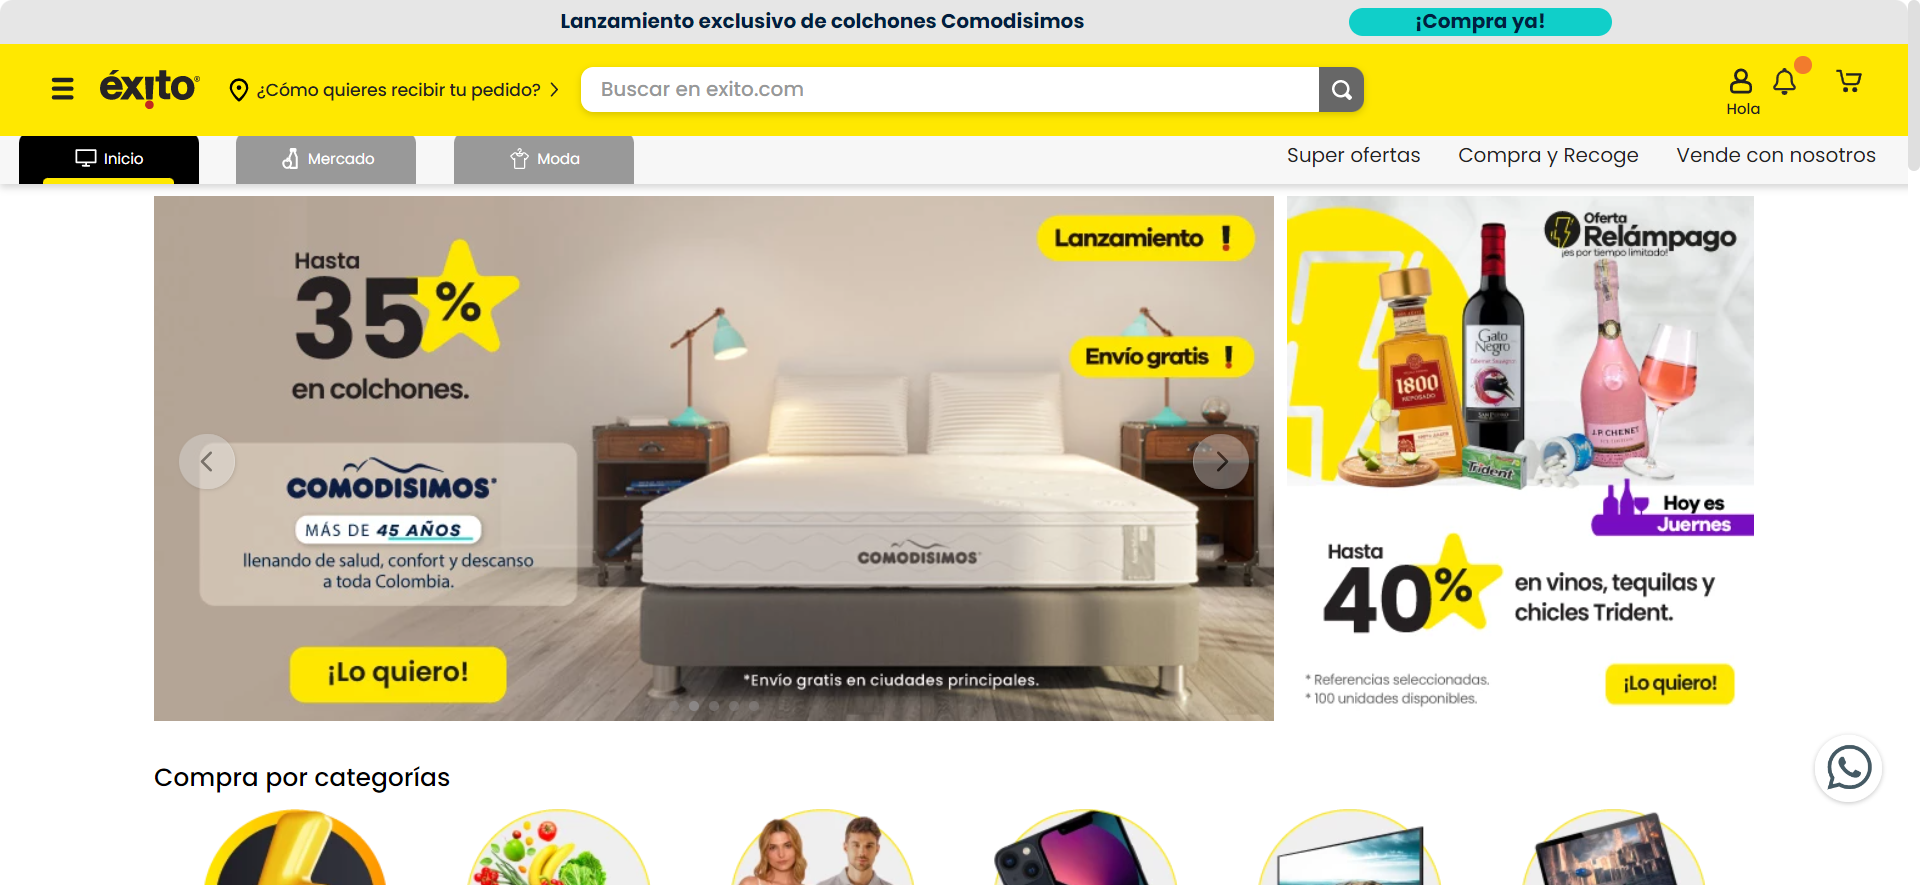 Lanzamiento exclusivo de colchones Comodisimos
¡Compra ya!
éxito
¿Cómo quieres recibir tu pedido?
Buscar en exito.com
Hola
Inicio
Mercado
Moda
Super ofertas
Compra y Recoge
Vende con nosotros
Hasta
35%
en colchones.
COMODISIMOS
MÁS DE 45 AÑOS
llenando de salud, confort y descanso
a toda Colombia.
¡Lo quiero!
Lanzamiento !
Envío gratis !
COMODISIMOS
*Envío gratis en ciudades principales.
Oferta
Relámpago
¡es por tiempo limitado!
1800
REPOSADO
Gato
Negro
J.P. CHENET
Trident
Hoy es
Juernes
Hasta
40%
en vinos, tequilas y
chicles Trident.
* Referencias seleccionadas.
* 100 unidades disponibles.
¡Lo quiero!
Compra por categorías